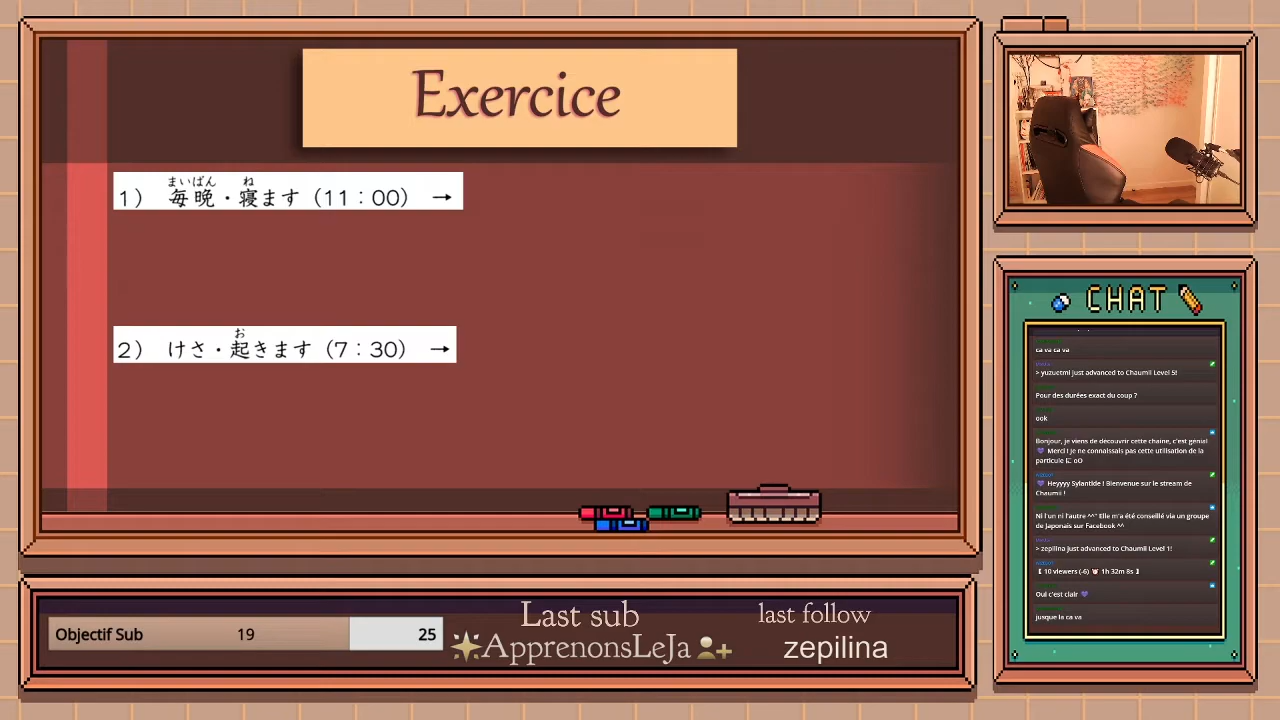 Exercice
まいばん ね
1） 毎晩・寝ます（11：00） →
お
2） けさ・起きます（7：30） →
CHAT
ca va ca va
> yuzuctmi just advanced to Chaumii Level 5!
Pour des durées exact du coup ?
ook
Bonjour, je viens de découvrir cette chaine, c'est génial
💜 Merci ! je ne connaissais pas cette utilisation de la
particule に oO
💜 Heyyyy Sylantide ! Bienvenue sur le stream de
Chaumii !
Ni l'un ni l'autre ^^" Elle m'a été conseillé via un groupe
de Japonais sur Facebook ^^
> zepilina just advanced to Chaumii Level 1!
【 10 viewers (-6) ⏰ 1h 32m 8s 】
Oui c'est clair 💜
jusque la ca va
Objectif Sub 19 25
Last sub
ApprenonsLeJa
last follow
zepilina